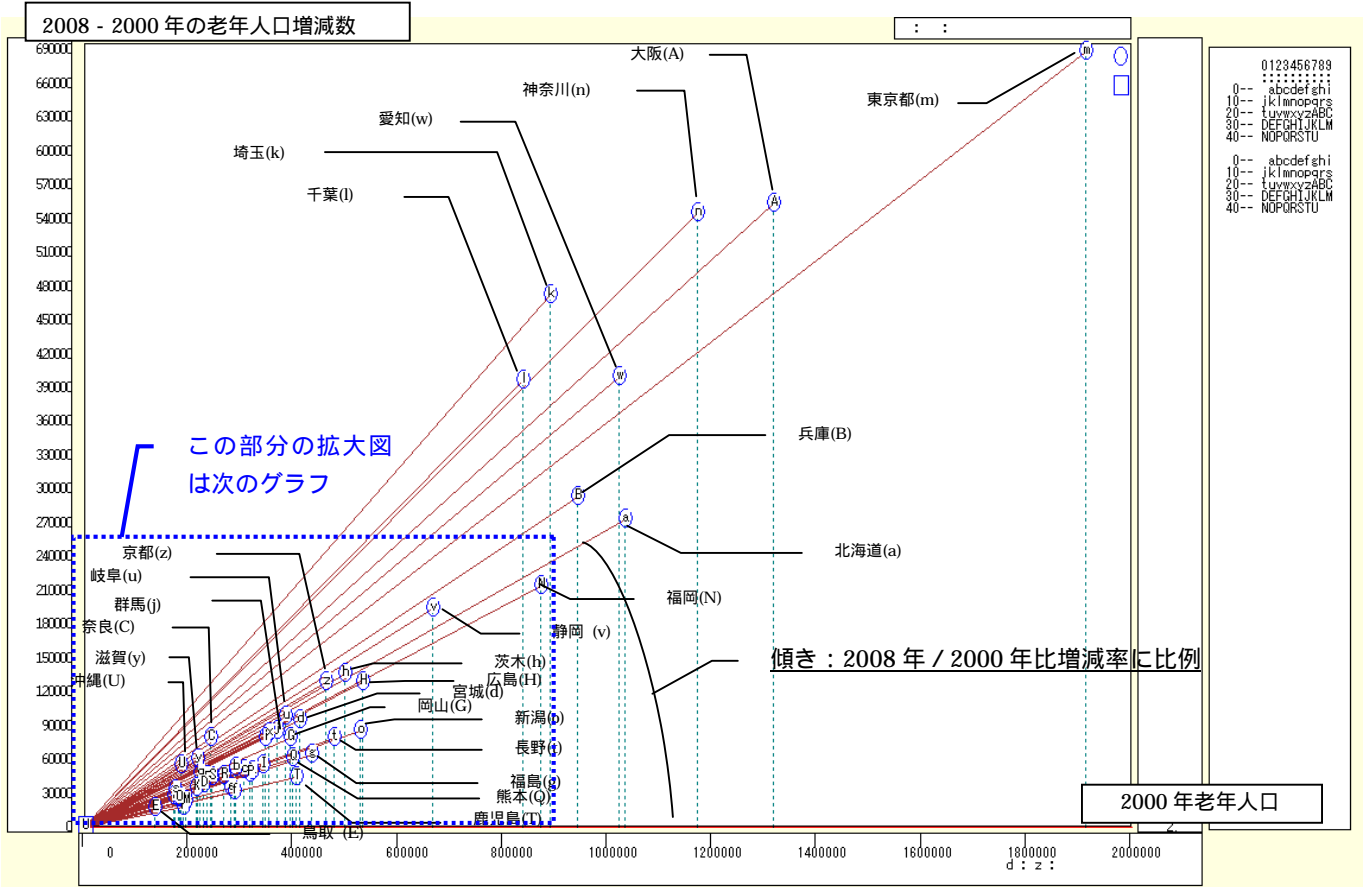 2008 - 2000 年の老年人口増減数
: :
大阪(A)
神奈川(n)
東京都(m)
愛知(w)
埼玉(k)
千葉(l)
兵庫(B)
北海道(a)
福岡(N)
静岡 (v)
この部分の拡大図
は次のグラフ
京都(z)
岐阜(u)
群馬(j)
奈良(C)
滋賀(y)
沖縄(U)
茨木(h)
広島(H)
宮城(d)
岡山(G)
新潟(o)
長野(t)
福島(g)
熊本(Q)
鹿児島(T)
鳥取 (E)
傾き：2008 年 / 2000 年比増減率に比例
2000 年老年人口
690000
660000
630000
600000
570000
540000
510000
480000
450000
420000
390000
360000
330000
300000
270000
240000
210000
180000
150000
120000
90000
60000
30000
0
0 200000 400000 600000 800000 1000000 1200000 1400000 1600000 1800000 2000000
d : z :
0123456789
0-- abcdefghi
10-- jklmnopqrs
20-- tuvwxyzABC
30-- DEFGHIJKLM
40-- NOPQRSTU
0-- abcdefghi
10-- jklmnopqrs
20-- tuvwxyzABC
30-- DEFGHIJKLM
40-- NOPQRSTU
m
A
n
k
l
w
B
a
N
v
h
z
H
u
d
C
G
o
t
s
T
E